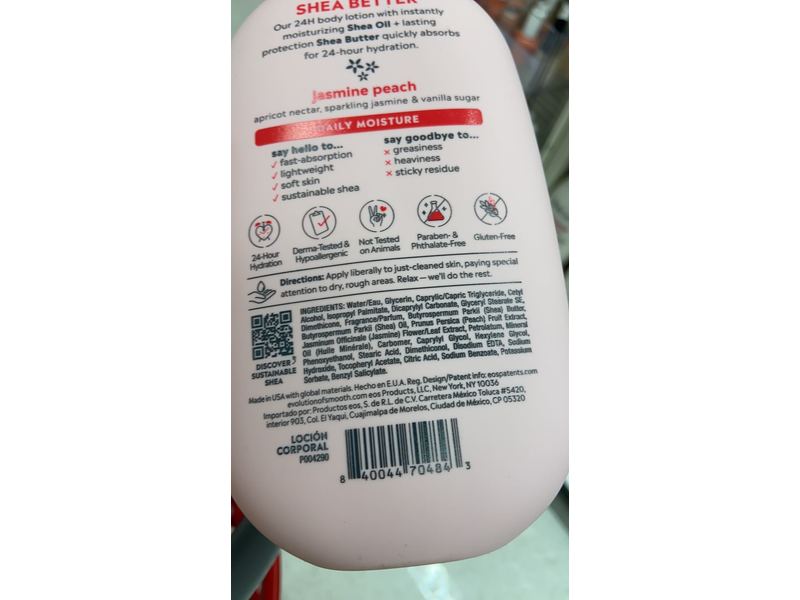 SHEA BETTER
Our 24H body lotion with instantly
moisturizing Shea Oil + lasting
protection Shea Butter quickly absorbs
for 24-hour hydration.
Jasmine peach
apricot nectar, sparkling jasmine & vanilla sugar
DAILY MOISTURE
say hello to...
✓ fast-absorption
✓ lightweight
✓ soft skin
✓ sustainable shea
say goodbye to...
× greasiness
× heaviness
× sticky residue
24-Hour
Hydration
Derma-Tested &
Hypoallergenic
Not Tested
on Animals
Paraben- &
Phthalate-Free
Gluten-Free
Directions: Apply liberally to just-cleaned skin, paying special
attention to dry, rough areas. Relax—we'll do the rest.
DISCOVER
SUSTAINABLE
SHEA
INGREDIENTS: Water/Eau, Glycerin, Caprylic/Capric Triglyceride, Cetyl
Alcohol, Isopropyl Palmitate, Dicaprylyl Carbonate, Glyceryl Stearate SE,
Dimethicone, Fragrance/Parfum, Butyrospermum Parkii (Shea) Butter,
Butyrospermum Parkii (Shea) Oil, Prunus Persica (Peach) Fruit Extract,
Jasminum Officinale (Jasmine) Flower/Leaf Extract, Petrolatum, Mineral
Oil (Huile Minérale), Carbomer, Caprylyl Glycol, Hexylene Glycol,
Phenoxyethanol, Stearic Acid, Dimethiconol, Disodium EDTA, Sodium
Hydroxide, Tocopheryl Acetate, Citric Acid, Sodium Benzoate, Potassium
Sorbate, Benzyl Salicylate.
Made in USA with global materials. Hecho en E.U.A. Reg. Design/Patent info: eospatents.com
evolutionofsmooth.com eos Products, LLC, New York, NY 10036
Importado por: Productos eos, S. de R.L. de C.V. Carretera México Toluca #5420,
interior 903, Col. El Yaqui, Cuajimalpa de Morelos, Ciudad de México, CP 05320
LOCIÓN
CORPORAL
P004290
8 40044 70484 3